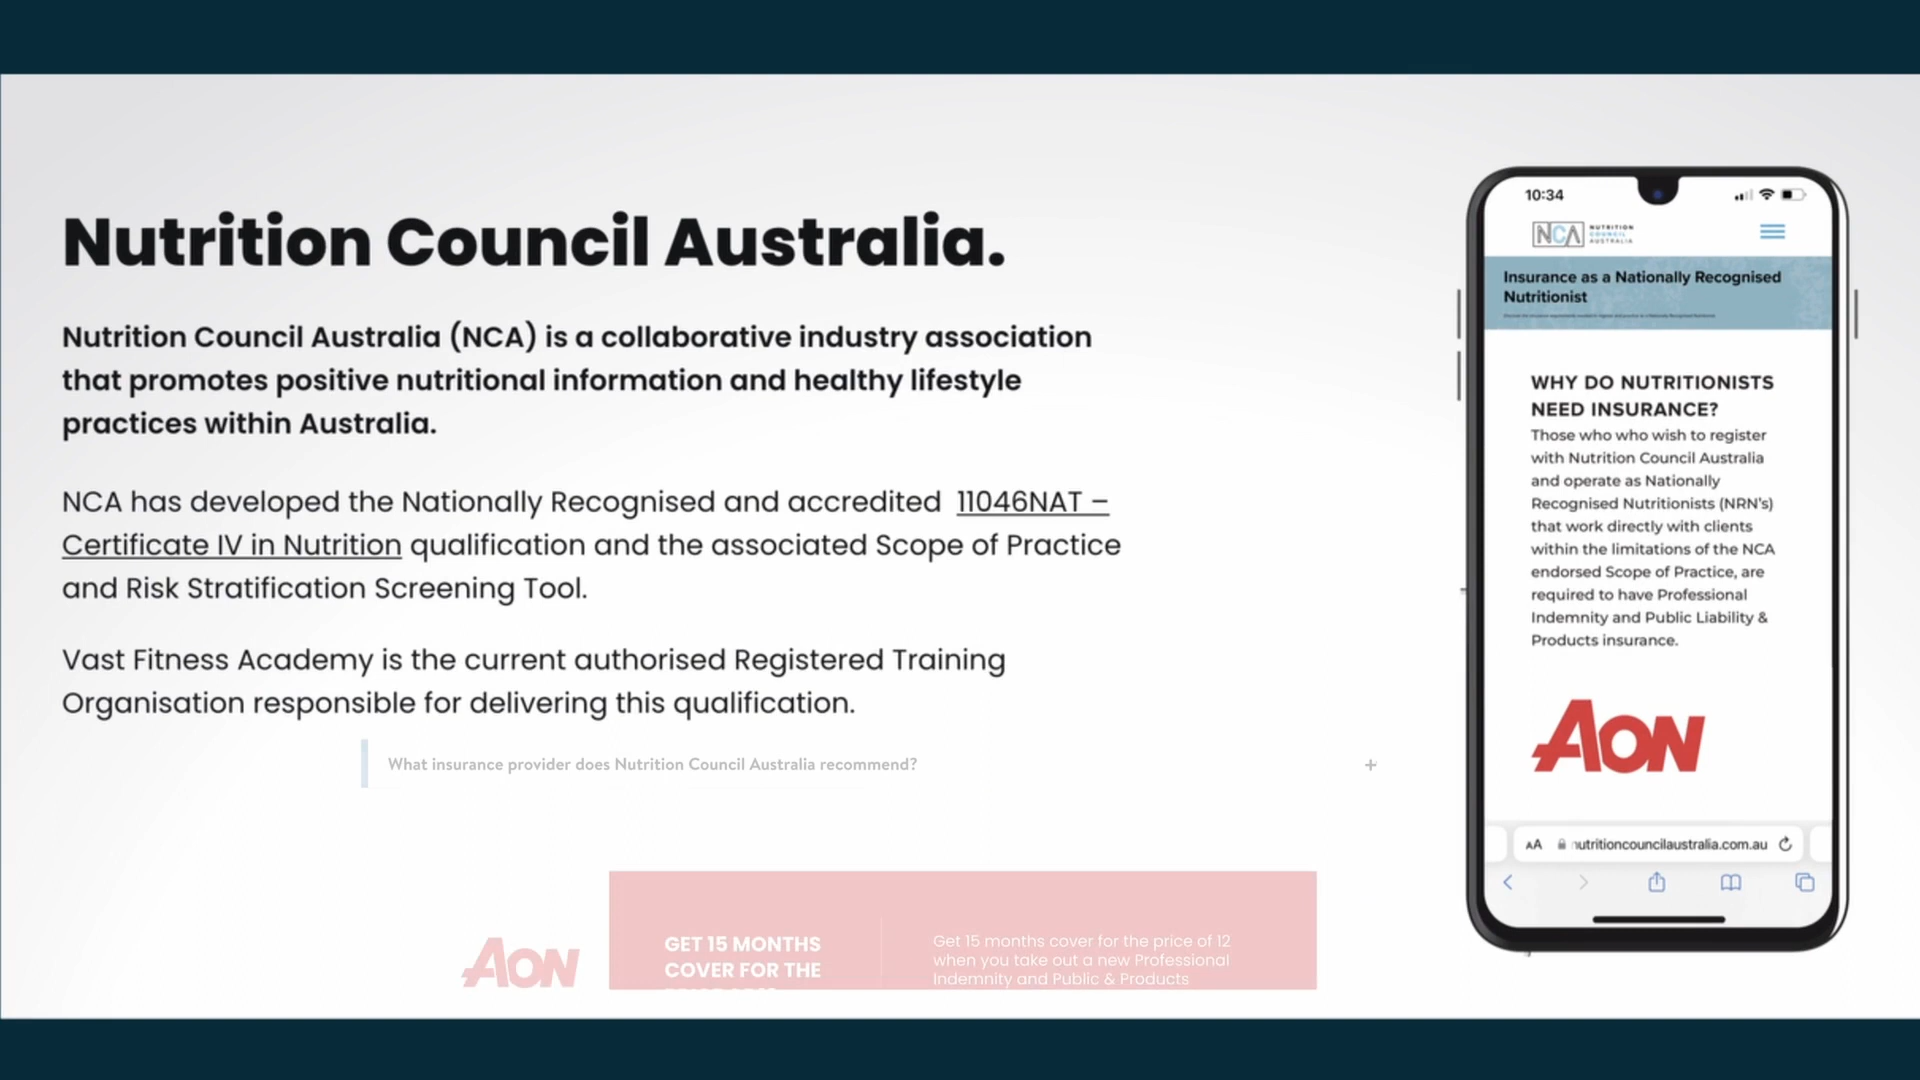 Nutrition Council Australia.
Nutrition Council Australia (NCA) is a collaborative industry association
that promotes positive nutritional information and healthy lifestyle
practices within Australia.
NCA has developed the Nationally Recognised and accredited 11046NAT –
Certificate IV in Nutrition qualification and the associated Scope of Practice
and Risk Stratification Screening Tool.
Vast Fitness Academy is the current authorised Registered Training
Organisation responsible for delivering this qualification.
What insurance provider does Nutrition Council Australia recommend?
+
AON
GET 15 MONTHS
COVER FOR THE
Get 15 months cover for the price of 12
when you take out a new Professional
Indemnity and Public & Products
10:34
NCA
NUTRITION
COUNCIL
AUSTRALIA
Insurance as a Nationally Recognised
Nutritionist
WHY DO NUTRITIONISTS
NEED INSURANCE?
Those who who wish to register
with Nutrition Council Australia
and operate as Nationally
Recognised Nutritionists (NRN's)
that work directly with clients
within the limitations of the NCA
endorsed Scope of Practice, are
required to have Professional
Indemnity and Public Liability &
Products insurance.
AON
AA nutritioncouncilaustralia.com.au